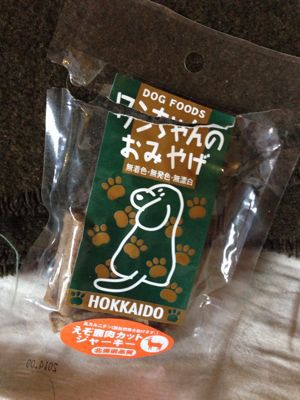 DOG FOODS
ワンちゃんの
おみやげ
無着色・無発色・無漂白
HOKKAIDO
えぞ鹿肉カット
ジャーキー
北海道産
2014.09